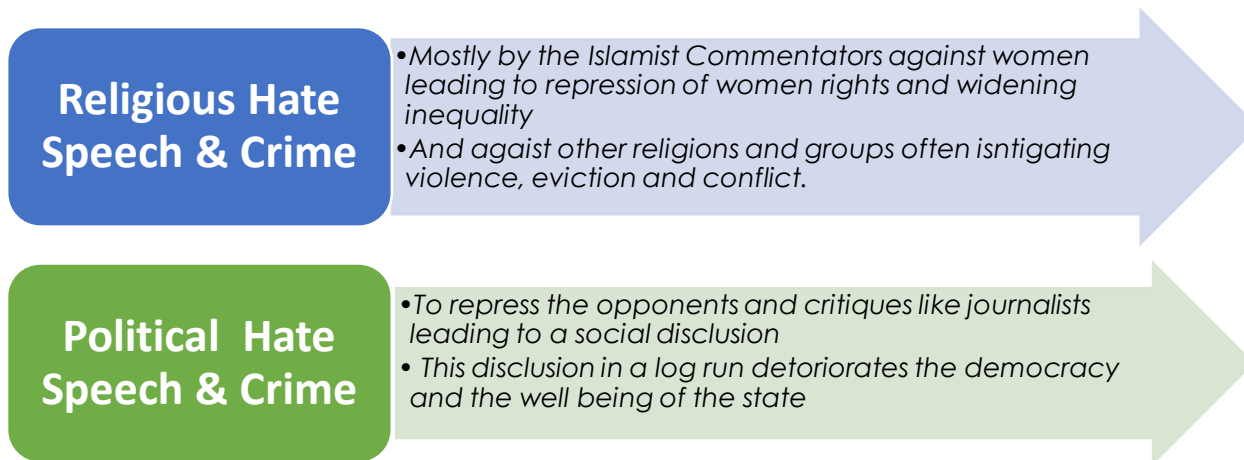 Religious Hate
Speech & Crime
•Mostly by the Islamist Commentators against women
leading to repression of women rights and widening
inequality
•And agaist other religions and groups often isntigating
violence, eviction and conflict.
Political Hate
Speech & Crime
•To repress the opponents and critiques like journalists
leading to a social disclusion
• This disclusion in a log run detoriorates the democracy
and the well being of the state